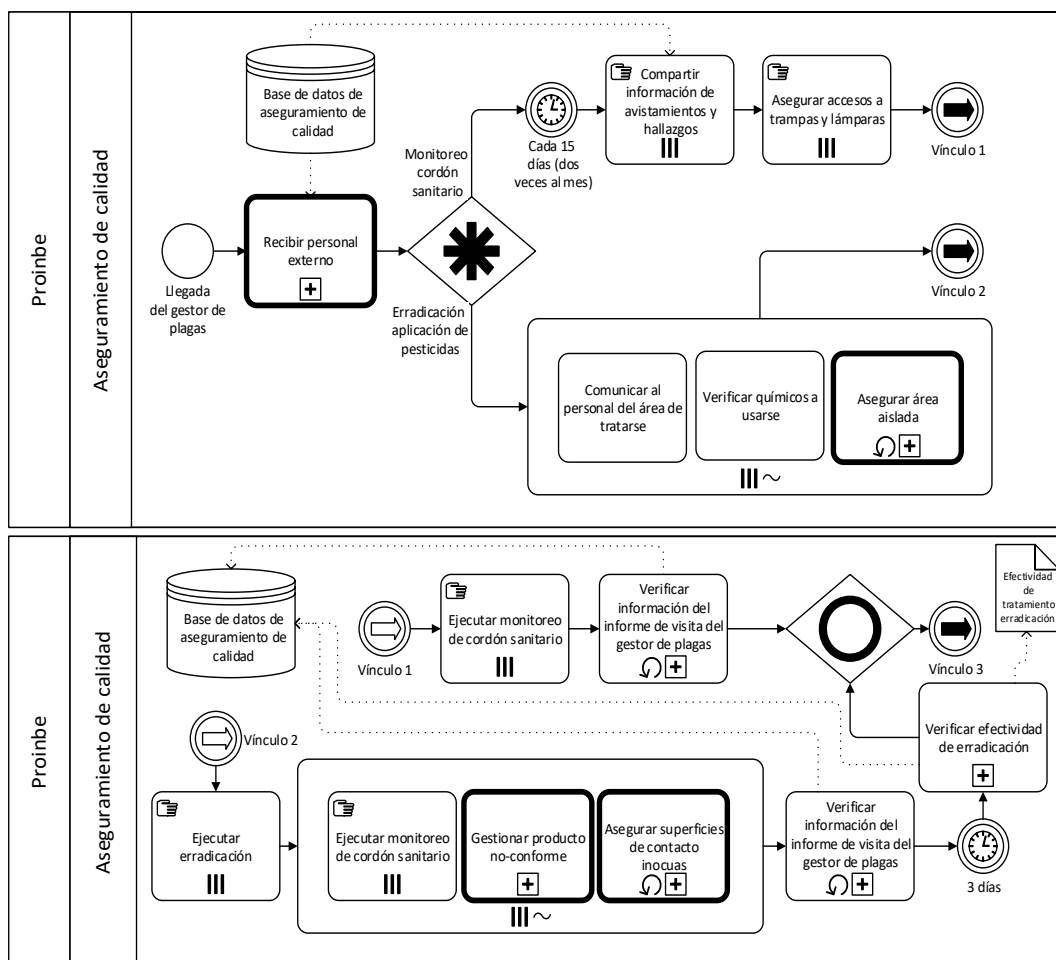 Proinbe
Aseguramiento de calidad
Base de datos de
aseguramiento de
calidad
Compartir
información de
avistamientos y
hallazgos
Asegurar accesos a
trampas y lámparas
Vínculo 1
Cada 15
días (dos
veces al mes)
Monitoreo
cordón
sanitario
Recibir personal
externo
Llegada
del gestor de
plagas
Vínculo 2
Erradicación
aplicación de
pesticidas
Comunicar al
personal del área de
tratarse
Verificar químicos a
usarse
Asegurar área
aislada
Proinbe
Aseguramiento de calidad
Base de datos de
aseguramiento de
calidad
Vínculo 1
Ejecutar monitoreo
de cordón sanitario
Verificar
información del
informe de visita del
gestor de plagas
Vínculo 3
Efectividad
de
tratamiento
erradicación
Vínculo 2
Verificar efectividad
de erradicación
Ejecutar
erradicación
Ejecutar monitoreo
de cordón sanitario
Gestionar producto
no-conforme
Asegurar superficies
de contacto
inocuas
Verificar
información del
informe de visita del
gestor de plagas
3 días